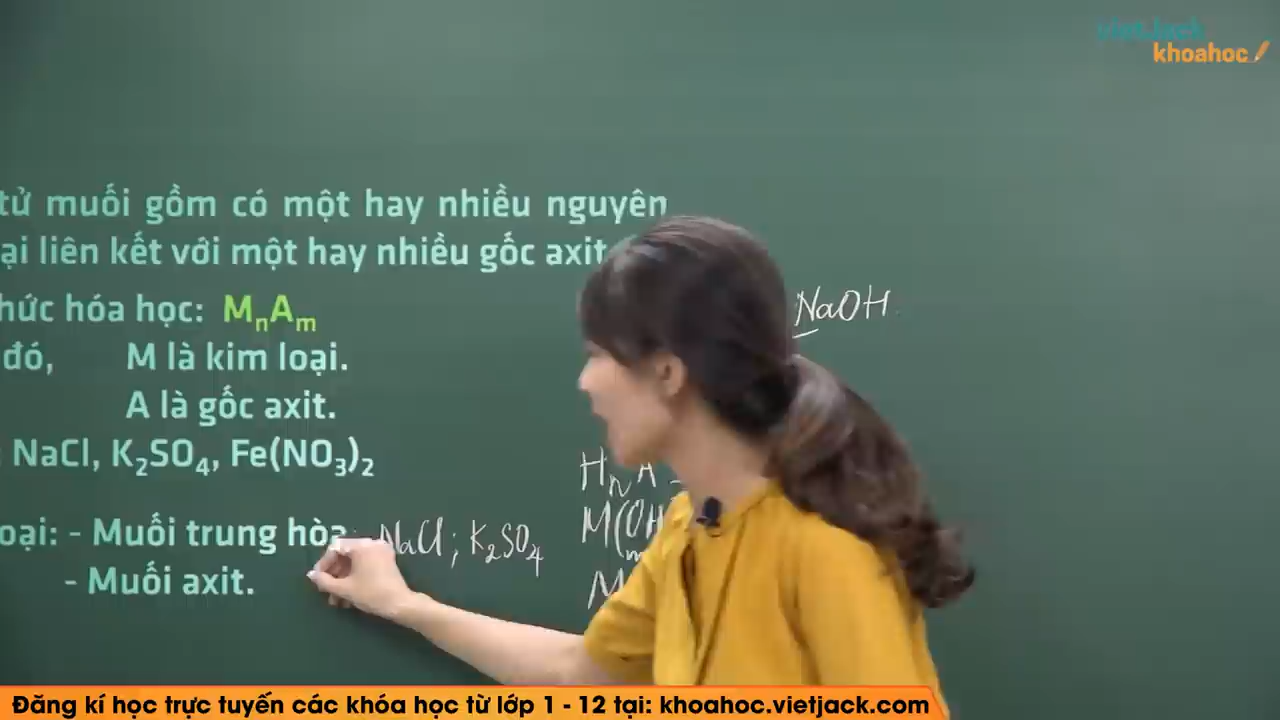 vietJack
khoahoc
tử muối gồm có một hay nhiều nguyên
ại liên kết với một hay nhiều gốc axit
hức hóa học: MₙAₘ
đó, M là kim loại.
A là gốc axit.
NaCl, K₂SO₄, Fe(NO₃)₂
oại: - Muối trung hòa NaCl; K₂SO₄
- Muối axit.
NaOH
HₙA
M(OH)
M
Đăng kí học trực tuyến các khóa học từ lớp 1 - 12 tại: khoahoc.vietjack.com